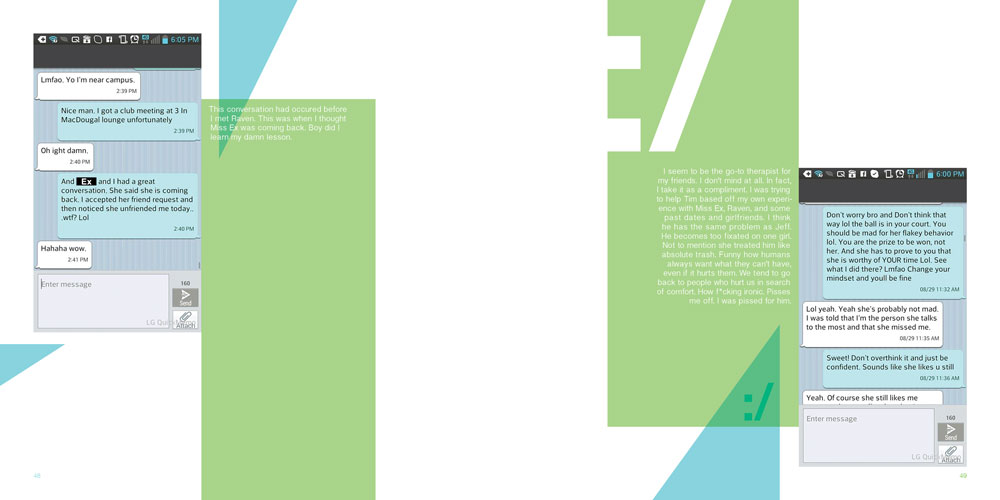 6:05 PM
Lmfao. Yo I'm near campus.
2:39 PM
Nice man. I got a club meeting at 3 In
MacDougal lounge unfortunately
2:39 PM
Oh ight damn.
2:40 PM
And Ex and I had a great
conversation. She said she is coming
back. I accepted her friend request and
then noticed she unfriended me today..
.wtf? Lol
2:40 PM
Hahaha wow.
2:41 PM
Enter message
160
Send
Attach
This conversation had occured before
I met Raven. This was when I thought
Miss Ex was coming back. Boy did I
learn my damn lesson.
48
:/
I seem to be the go-to therapist for
my friends. I don't mind at all. In fact,
I take it as a compliment. I was trying
to help Tim based off my own experi-
ence with Miss Ex, Raven, and some
past dates and girlfriends. I think
he has the same problem as Jeff.
He becomes too fixated on one girl.
Not to mention she treated him like
absolute trash. Funny how humans
always want what they can't have,
even if it hurts them. We tend to go
back to people who hurt us in search
of comfort. How f*cking ironic. Pisses
me off. I was pissed for him.
:/
6:00 PM
Don't worry bro and Don't think that
way lol the ball is in your court. You
should be mad for her flakey behavior
lol. You are the prize to be won, not
her. And she has to prove to you that
she is worthy of YOUR time Lol. See
what I did there? Lmfao Change your
mindset and youll be fine
08/29 11:32 AM
Lol yeah. Yeah she's probably not mad.
I was told that I'm the person she talks
to the most and that she missed me.
08/29 11:35 AM
Sweet! Don't overthink it and just be
confident. Sounds like she likes u still
08/29 11:36 AM
Yeah. Of course she still likes me
Enter message
160
Send
Attach
49